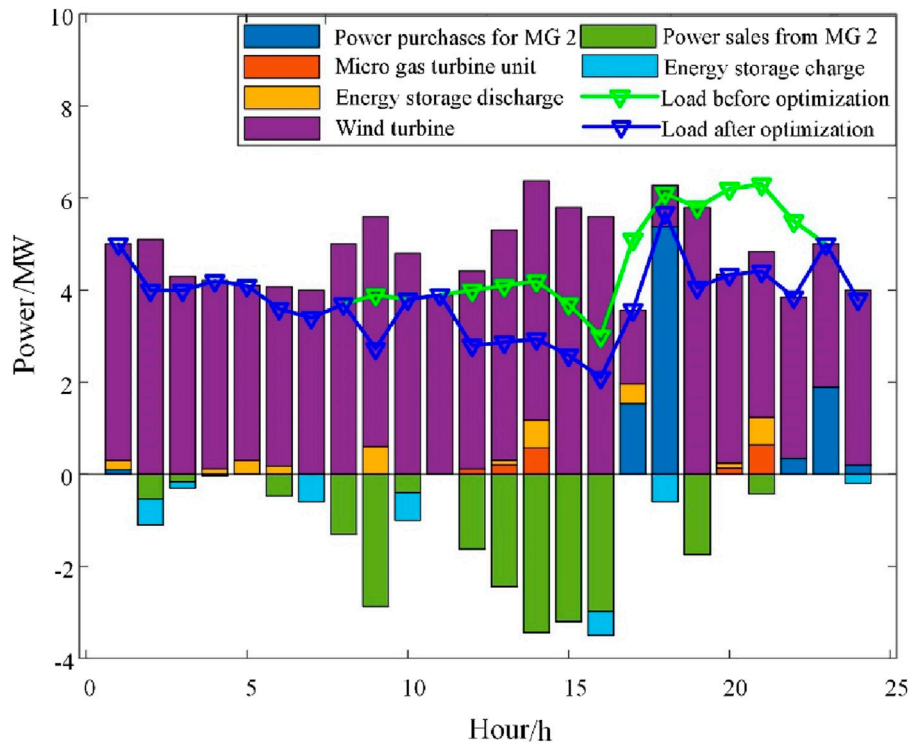 10
8
6
4
2
0
-2
-4
Power /MW
Power purchases for MG 2
Micro gas turbine unit
Energy storage discharge
Wind turbine
Power sales from MG 2
Energy storage charge
Load before optimization
Load after optimization
0 5 10 15 20 25
Hour/h